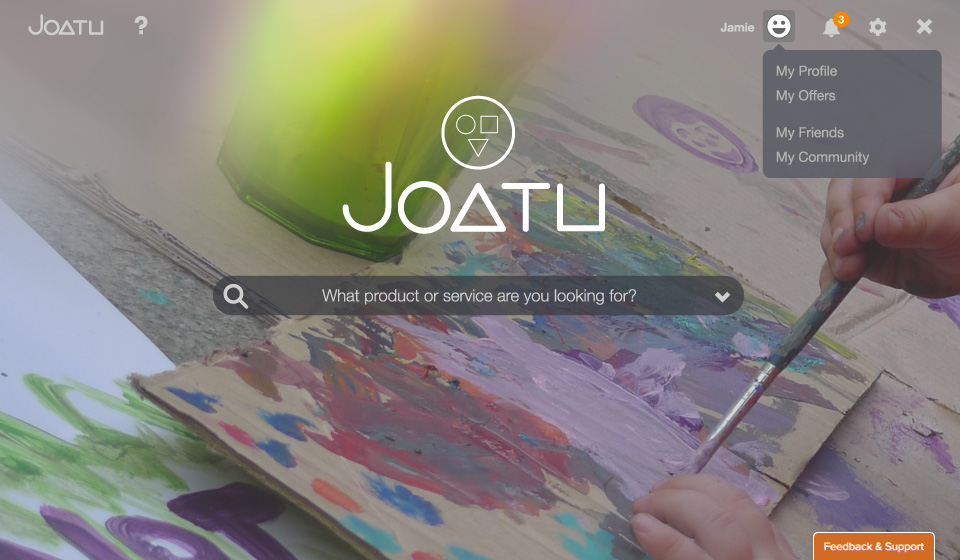 JOATU
?
Jamie
3
My Profile
My Offers
My Friends
My Community
JOATU
What product or service are you looking for?
Feedback & Support